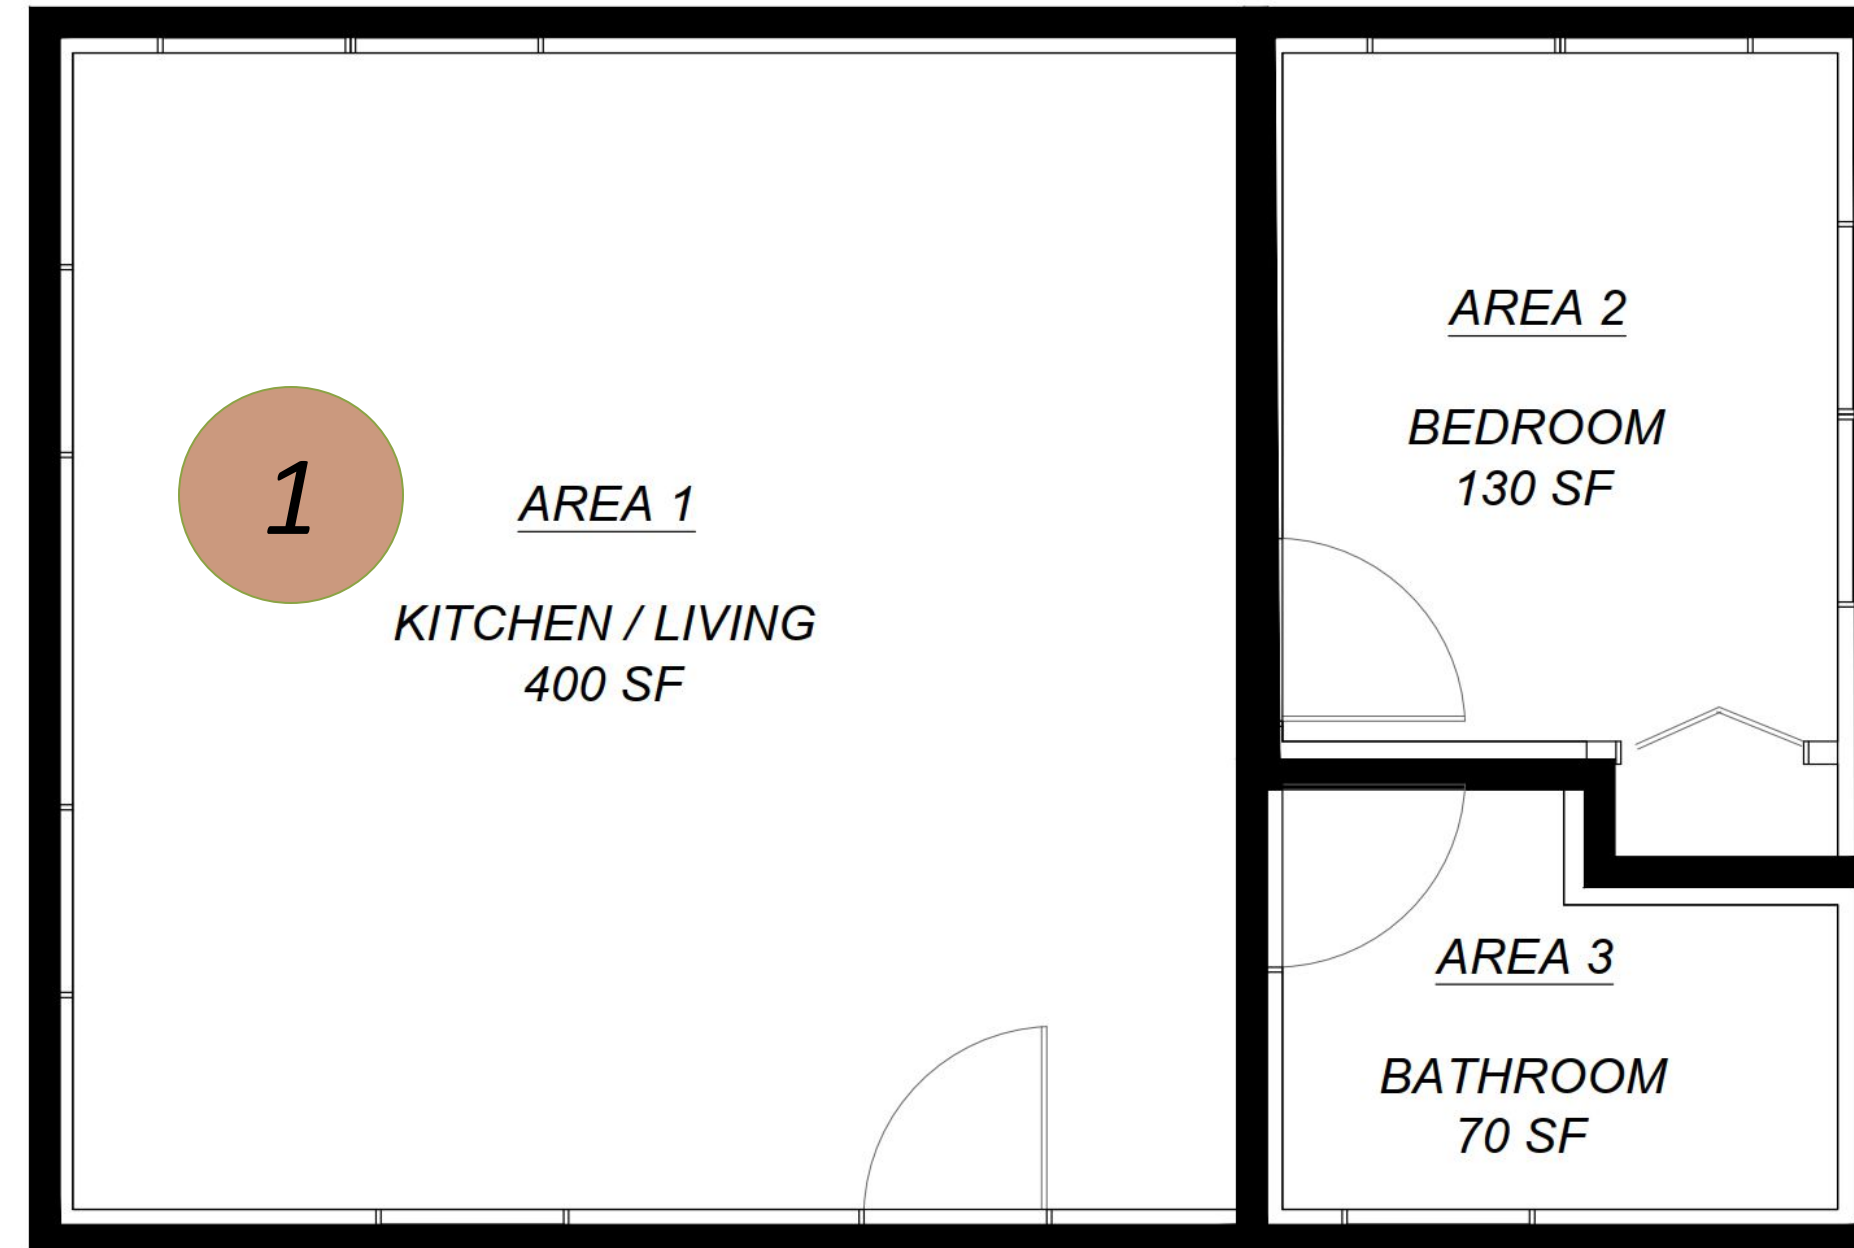 1
AREA 1
KITCHEN / LIVING
400 SF
AREA 2
BEDROOM
130 SF
AREA 3
BATHROOM
70 SF